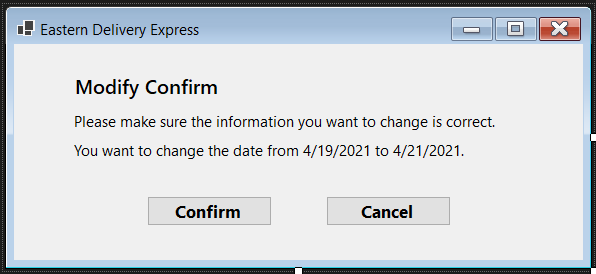 Eastern Delivery Express
Modify Confirm
Please make sure the information you want to change is correct.
You want to change the date from 4/19/2021 to 4/21/2021.
Confirm
Cancel